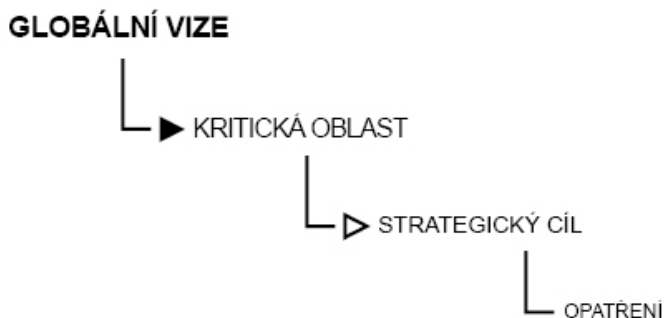 GLOBÁLNÍ VIZE
KRITICKÁ OBLAST
STRATEGICKÝ CÍL
OPATŘENÍ